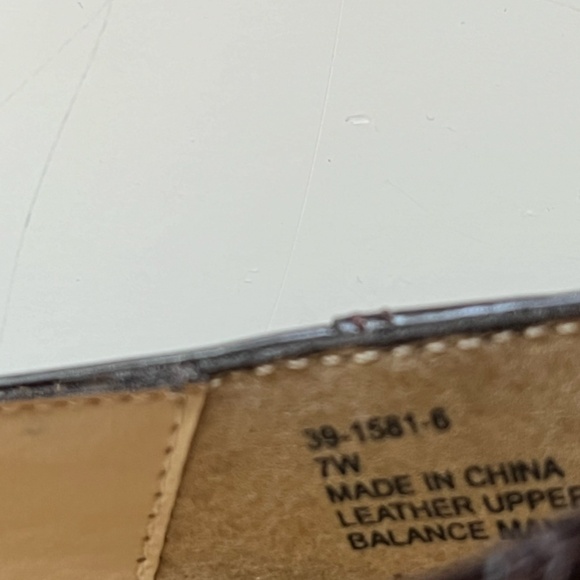 39-1581-6
7W
MADE IN CHINA
LEATHER UPPER
BALANCE